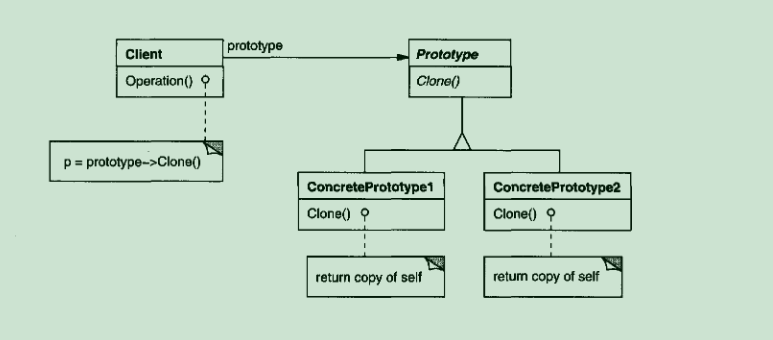 prototype
Client
Prototype
Operation()
Clone()
p = prototype->Clone()
ConcretePrototype1
ConcretePrototype2
Clone()
Clone()
return copy of self
return copy of self